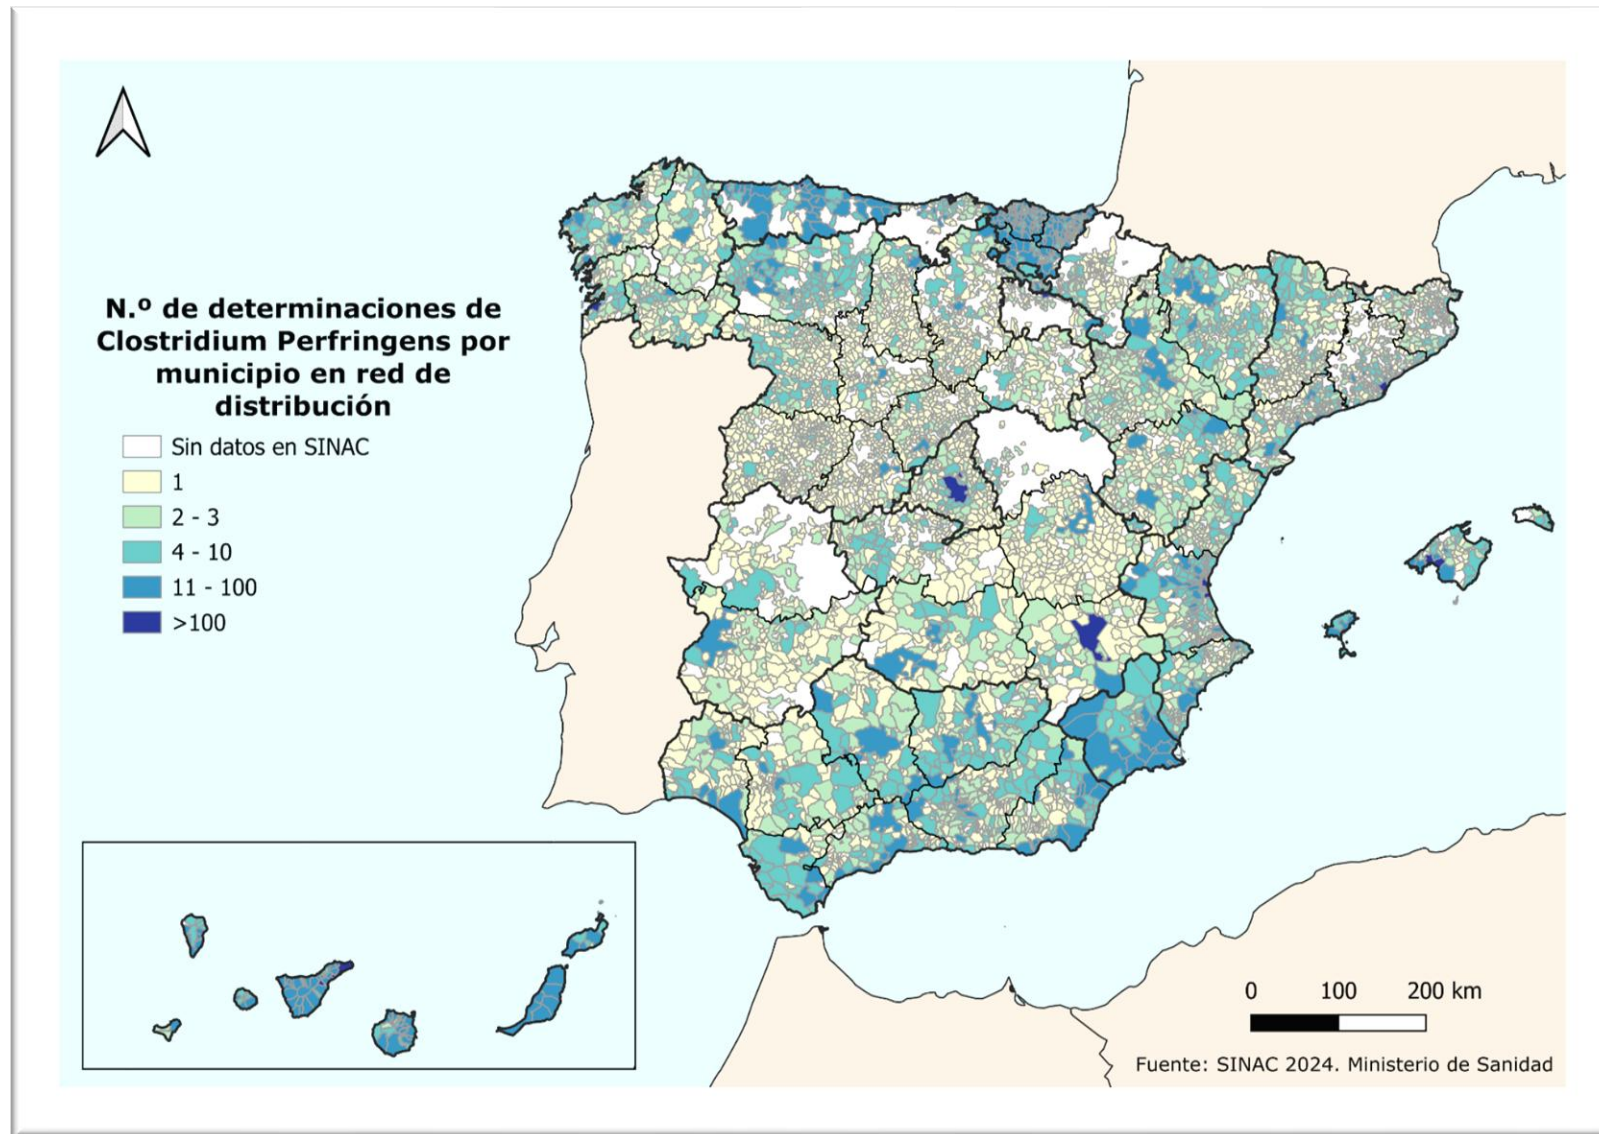 N.º de determinaciones de
Clostridium Perfringens por
municipio en red de
distribución
Sin datos en SINAC
1
2 - 3
4 - 10
11 - 100
>100
0 100 200 km
Fuente: SINAC 2024. Ministerio de Sanidad